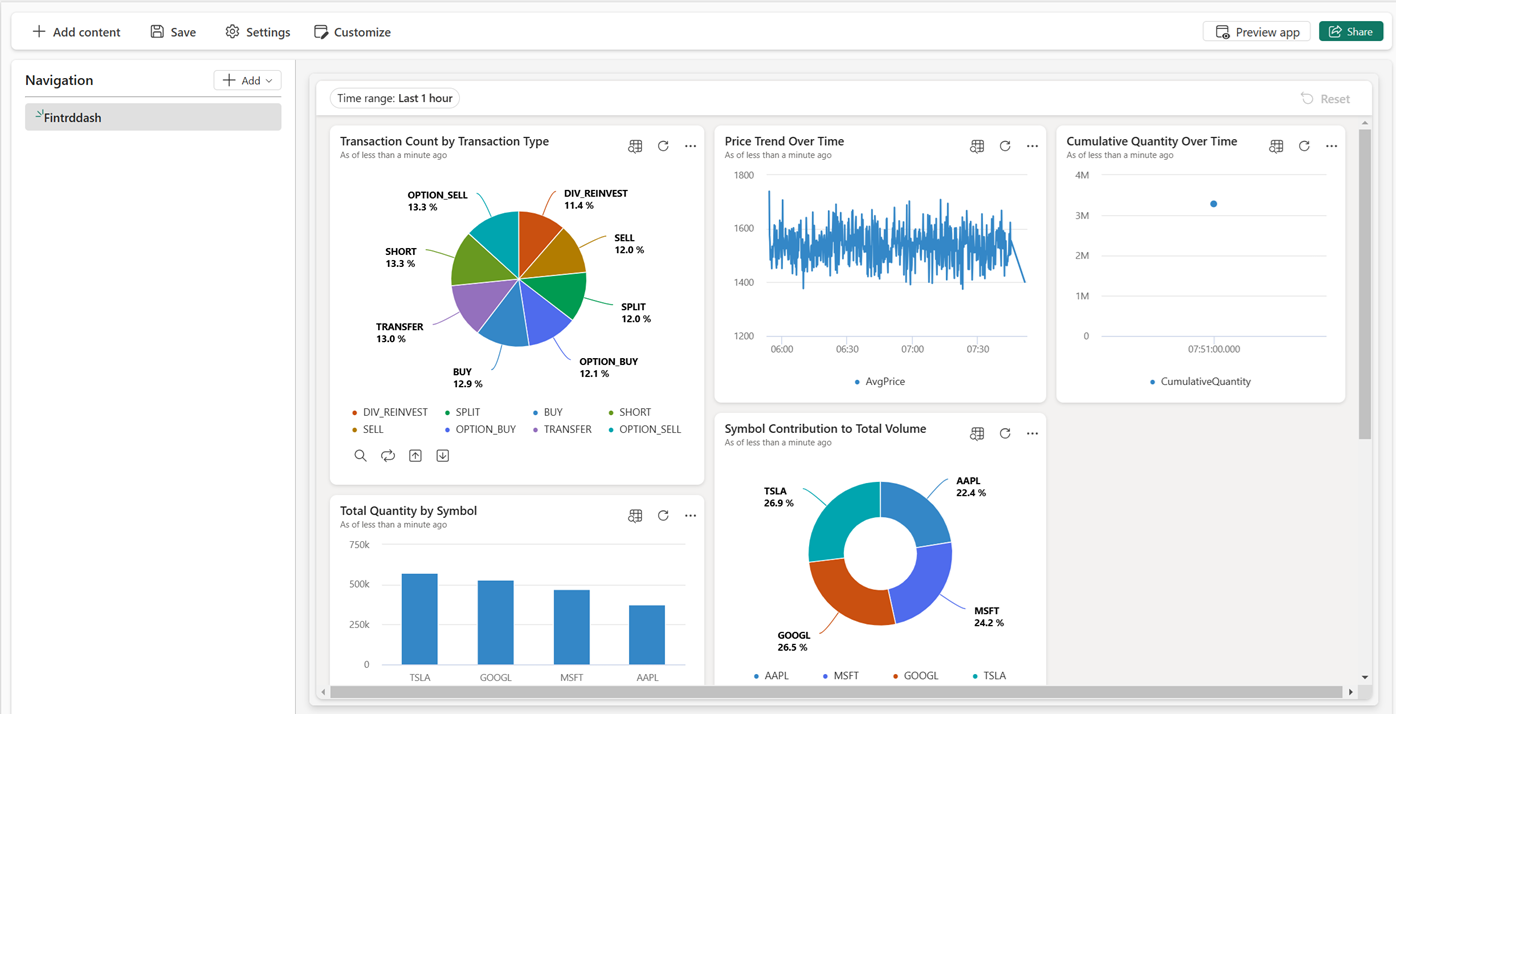 Add content
Save
Settings
Customize
Preview app
Share
Navigation
Add
Fintrddash
Time range: Last 1 hour
Reset
Transaction Count by Transaction Type
As of less than a minute ago
OPTION_SELL
13.3 %
DIV_REINVEST
11.4 %
SELL
12.0 %
SHORT
13.3 %
SPLIT
12.0 %
TRANSFER
13.0 %
OPTION_BUY
12.1 %
BUY
12.9 %
DIV_REINVEST SPLIT BUY SHORT
SELL OPTION_BUY TRANSFER OPTION_SELL
Price Trend Over Time
As of less than a minute ago
1800
1600
1400
1200
06:00 06:30 07:00 07:30
AvgPrice
Cumulative Quantity Over Time
As of less than a minute ago
4M
3M
2M
1M
0
07:51:00.000
CumulativeQuantity
Total Quantity by Symbol
As of less than a minute ago
750k
500k
250k
0
TSLA GOOGL MSFT AAPL
Symbol Contribution to Total Volume
As of less than a minute ago
TSLA
26.9 %
AAPL
22.4 %
MSFT
24.2 %
GOOGL
26.5 %
AAPL MSFT GOOGL TSLA